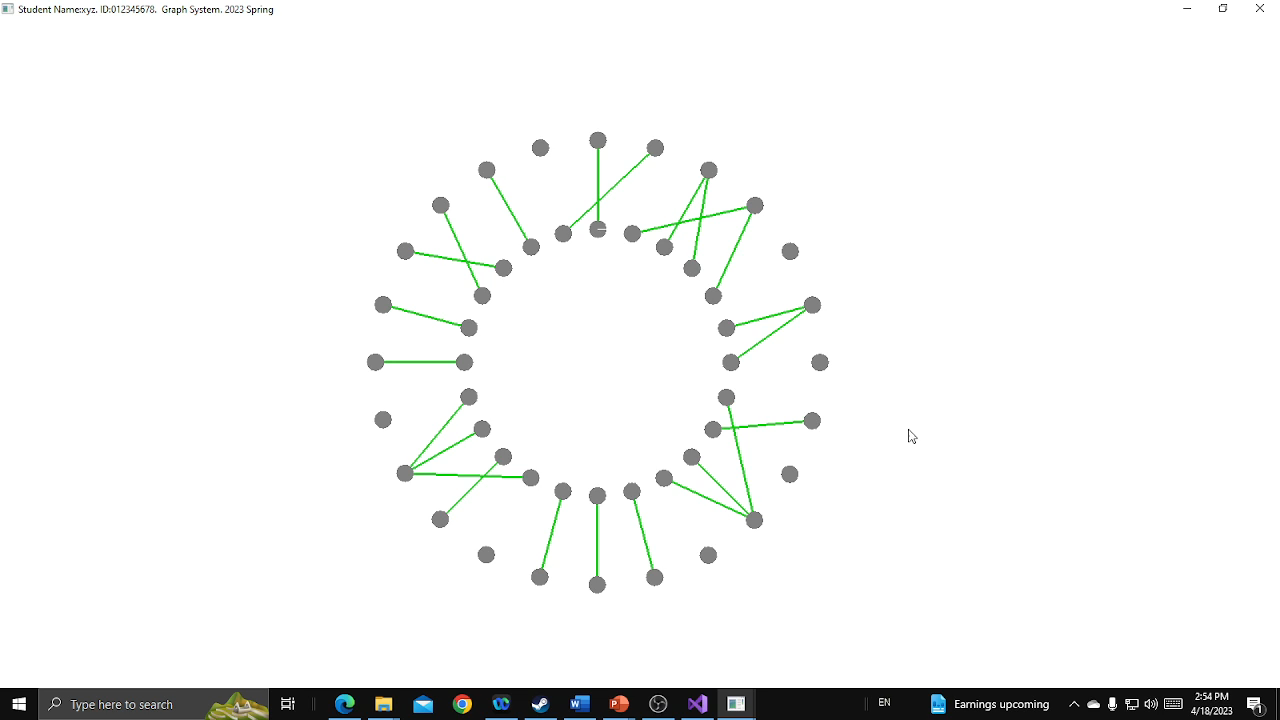 Student Name:xyz. ID:012345678. Graph System. 2023 Spring
Type here to search
EN
Earnings upcoming
2:54 PM
4/18/2023
1